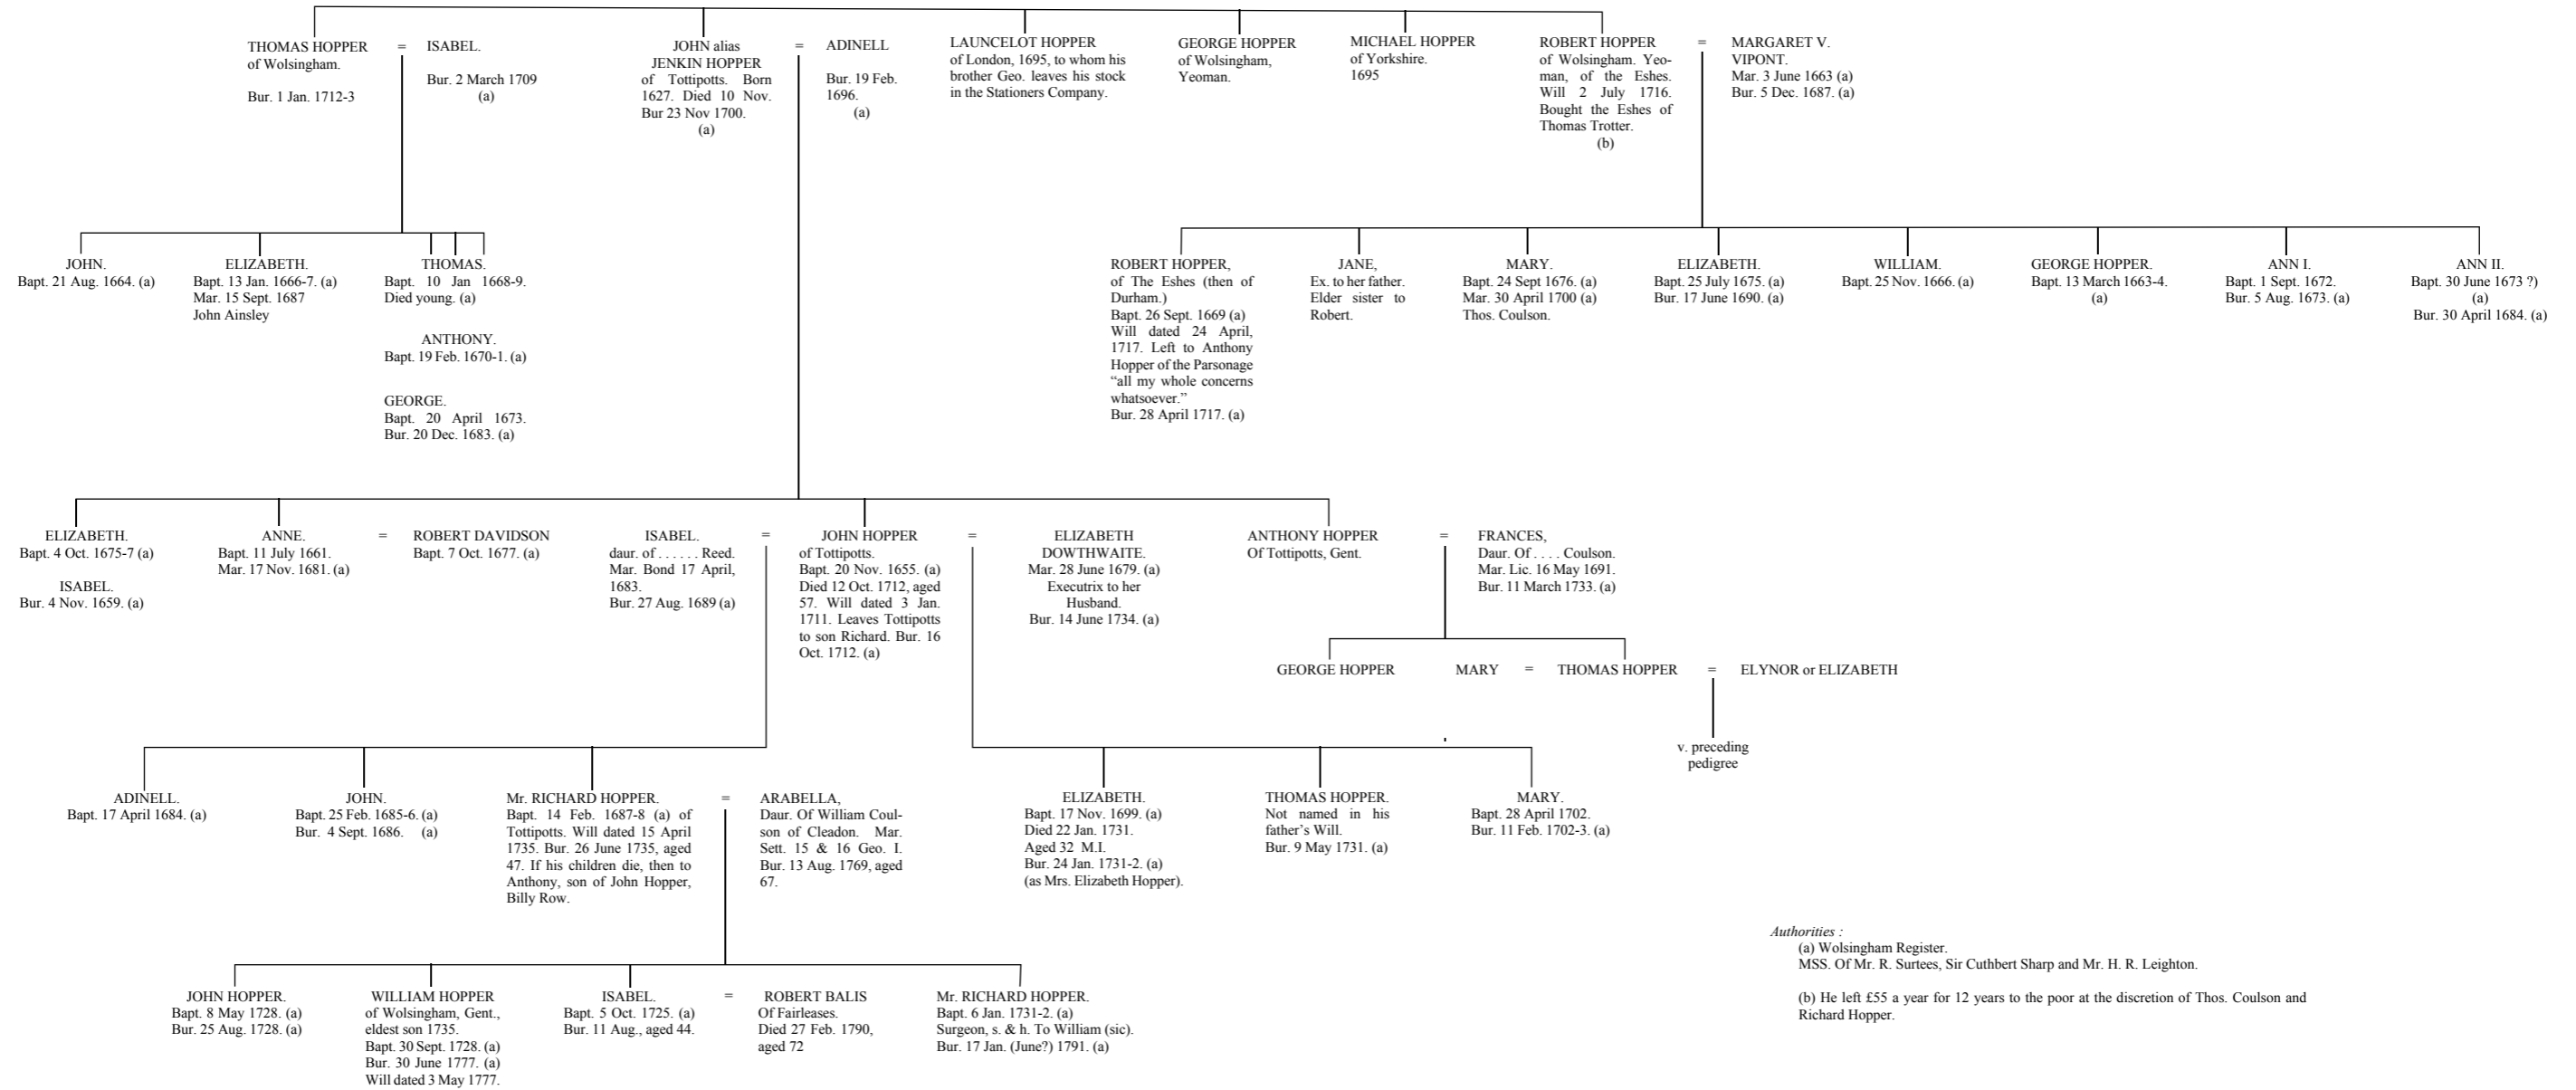 THOMAS HOPPER
of Wolsingham.
Bur. 1 Jan. 1712-3
=
ISABEL.
Bur. 2 March 1709
(a)
JOHN alias
JENKIN HOPPER
of Tottipotts. Born
1627. Died 10 Nov.
Bur 23 Nov 1700.
(a)
=
ADINELL
Bur. 19 Feb.
1696.
(a)
LAUNCELOT HOPPER
of London, 1695, to whom his
brother Geo. leaves his stock
in the Stationers Company.
GEORGE HOPPER
of Wolsingham,
Yeoman.
MICHAEL HOPPER
of Yorkshire.
1695
ROBERT HOPPER
of Wolsingham. Yeo-
man, of the Eshes.
Will 2 July 1716.
Bought the Eshes of
Thomas Trotter.
(b)
=
MARGARET V.
VIPONT.
Mar. 3 June 1663 (a)
Bur. 5 Dec. 1687. (a)
JOHN.
Bapt. 21 Aug. 1664. (a)
ELIZABETH.
Bapt. 13 Jan. 1666-7. (a)
Mar. 15 Sept. 1687
John Ainsley
THOMAS.
Bapt. 10 Jan 1668-9.
Died young. (a)
ANTHONY.
Bapt. 19 Feb. 1670-1. (a)
GEORGE.
Bapt. 20 April 1673.
Bur. 20 Dec. 1683. (a)
ROBERT HOPPER,
of The Eshes (then of
Durham.)
Bapt. 26 Sept. 1669 (a)
Will dated 24 April,
1717. Left to Anthony
Hopper of the Parsonage
“all my whole concerns
whatsoever.”
Bur. 28 April 1717. (a)
JANE,
Ex. to her father.
Elder sister to
Robert.
MARY.
Bapt. 24 Sept 1676. (a)
Mar. 30 April 1700 (a)
Thos. Coulson.
ELIZABETH.
Bapt. 25 July 1675. (a)
Bur. 17 June 1690. (a)
WILLIAM.
Bapt. 25 Nov. 1666. (a)
GEORGE HOPPER.
Bapt. 13 March 1663-4.
(a)
ANN I.
Bapt. 1 Sept. 1672.
Bur. 5 Aug. 1673. (a)
ANN II.
Bapt. 30 June 1673 ?)
(a)
Bur. 30 April 1684. (a)
ELIZABETH.
Bapt. 4 Oct. 1675-7 (a)
ISABEL.
Bur. 4 Nov. 1659. (a)
ANNE.
Bapt. 11 July 1661.
Mar. 17 Nov. 1681. (a)
=
ROBERT DAVIDSON
Bapt. 7 Oct. 1677. (a)
ISABEL.
daur. of . . . . . . Reed.
Mar. Bond 17 April,
1683.
Bur. 27 Aug. 1689 (a)
=
JOHN HOPPER
of Tottipotts.
Bapt. 20 Nov. 1655. (a)
Died 12 Oct. 1712, aged
57. Will dated 3 Jan.
1711. Leaves Tottipotts
to son Richard. Bur. 16
Oct. 1712. (a)
=
ELIZABETH
DOWTHWAITE.
Mar. 28 June 1679. (a)
Executrix to her
Husband.
Bur. 14 June 1734. (a)
ANTHONY HOPPER
Of Tottipotts, Gent.
=
FRANCES,
Daur. Of . . . . Coulson.
Mar. Lic. 16 May 1691.
Bur. 11 March 1733. (a)
GEORGE HOPPER
MARY
=
THOMAS HOPPER
=
ELYNOR or ELIZABETH
v. preceding
pedigree
ADINELL.
Bapt. 17 April 1684. (a)
JOHN.
Bapt. 25 Feb. 1685-6. (a)
Bur. 4 Sept. 1686. (a)
Mr. RICHARD HOPPER.
Bapt. 14 Feb. 1687-8 (a) of
Tottipotts. Will dated 15 April
1735. Bur. 26 June 1735, aged
47. If his children die, then to
Anthony, son of John Hopper,
Billy Row.
=
ARABELLA,
Daur. Of William Coul-
son of Cleadon. Mar.
Sett. 15 & 16 Geo. I.
Bur. 13 Aug. 1769, aged
67.
ELIZABETH.
Bapt. 17 Nov. 1699. (a)
Died 22 Jan. 1731.
Aged 32 M.I.
Bur. 24 Jan. 1731-2. (a)
(as Mrs. Elizabeth Hopper).
THOMAS HOPPER.
Not named in his
father’s Will.
Bur. 9 May 1731. (a)
MARY.
Bapt. 28 April 1702.
Bur. 11 Feb. 1702-3. (a)
JOHN HOPPER.
Bapt. 8 May 1728. (a)
Bur. 25 Aug. 1728. (a)
WILLIAM HOPPER
of Wolsingham, Gent.,
eldest son 1735.
Bapt. 30 Sept. 1728. (a)
Bur. 30 June 1777. (a)
Will dated 3 May 1777.
ISABEL.
Bapt. 5 Oct. 1725. (a)
Bur. 11 Aug., aged 44.
=
ROBERT BALIS
Of Fairleases.
Died 27 Feb. 1790,
aged 72
Mr. RICHARD HOPPER.
Bapt. 6 Jan. 1731-2. (a)
Surgeon, s. & h. To William (sic).
Bur. 17 Jan. (June?) 1791. (a)
Authorities :
(a) Wolsingham Register.
MSS. Of Mr. R. Surtees, Sir Cuthbert Sharp and Mr. H. R. Leighton.
(b) He left £55 a year for 12 years to the poor at the discretion of Thos. Coulson and
Richard Hopper.